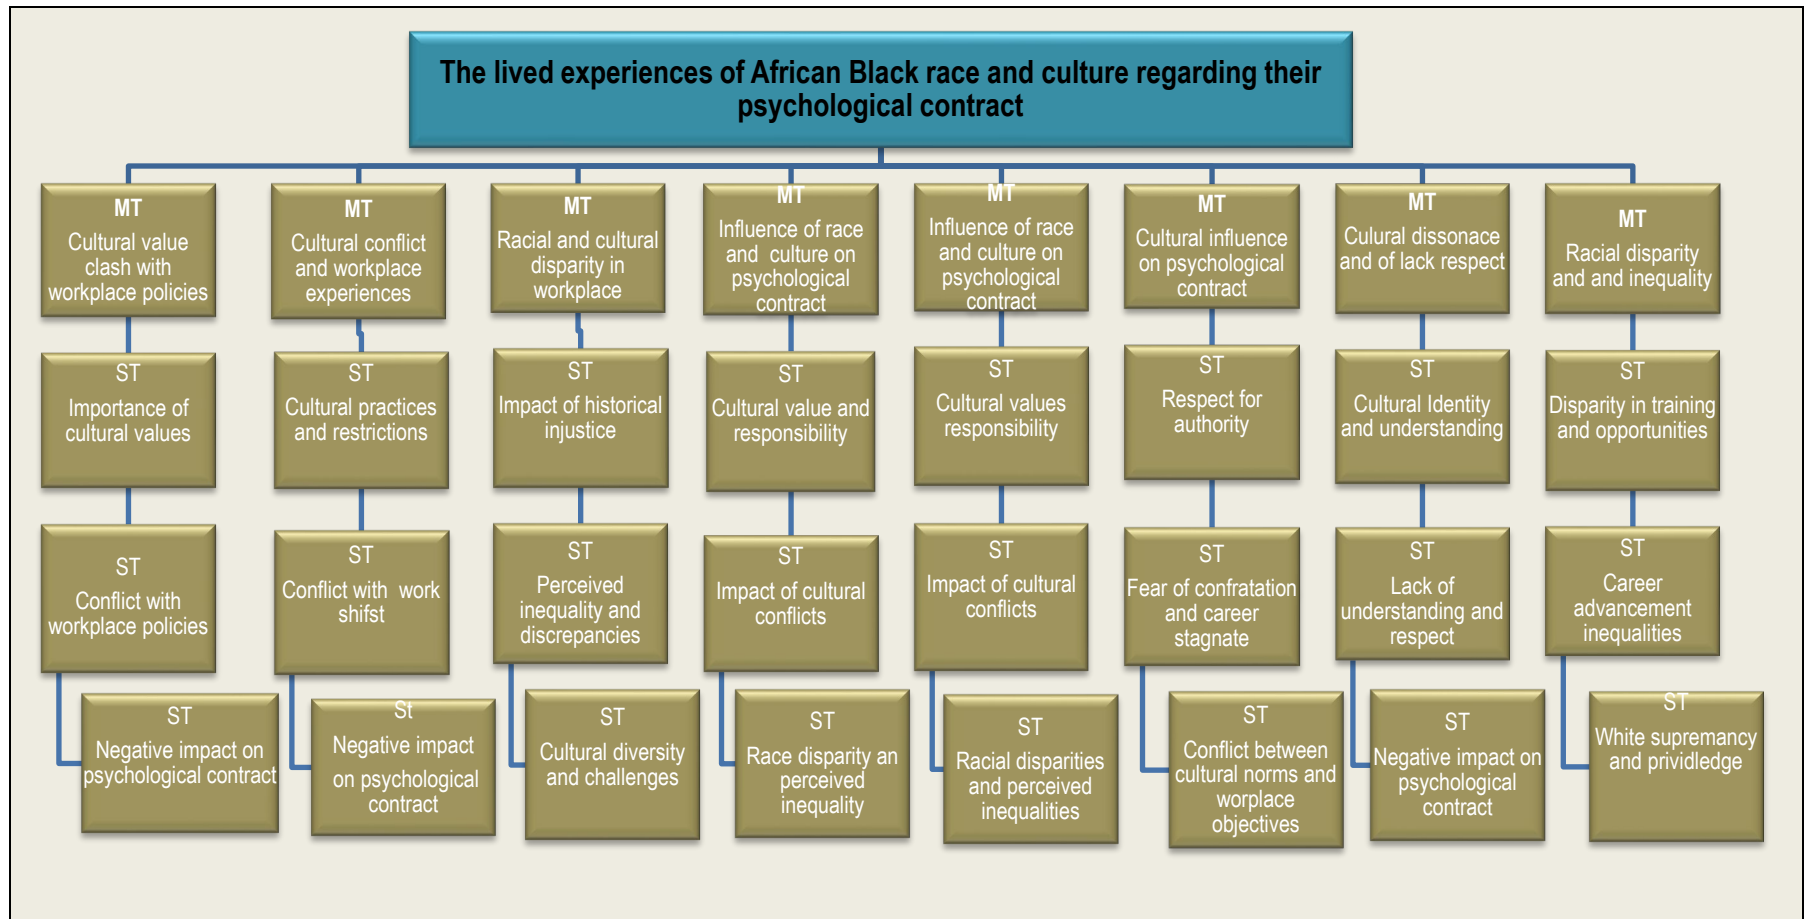 The lived experiences of African Black race and culture regarding their
psychological contract
MT
Cultural value
clash with
workplace policies
MT
Cultural conflict
and workplace
experiences
MT
Racial and cultural
disparity in
workplace
MT
Influence of race
and culture on
psychological
contract
MT
Influence of race
and culture on
psychological
contract
MT
Cultural influence
on psychological
contract
MT
Culural dissonace
and of lack respect
MT
Racial disparity
and and inequality
ST
Importance of
cultural values
ST
Cultural practices
and restrictions
ST
Impact of historical
injustice
ST
Cultural value and
responsibility
ST
Cultural values
responsibility
ST
Respect for
authority
ST
Cultural Identity
and understanding
ST
Disparity in training
and opportunities
ST
Conflict with
workplace policies
ST
Conflict with work
shifst
ST
Perceived
inequality and
discrepancies
ST
Impact of cultural
conflicts
ST
Impact of cultural
conflicts
ST
Fear of confratation
and career
stagnate
ST
Lack of
understanding and
respect
ST
Career
advancement
inequalities
ST
Negative impact on
psychological contract
St
Negative impact
on psychological
contract
ST
Cultural diversity
and challenges
ST
Race disparity an
perceived
inequality
ST
Racial disparities
and perceived
inequalities
ST
Conflict between
cultural norms and
worplace
objectives
ST
Negative impact on
psychological
contract
ST
White supremancy
and prividledge